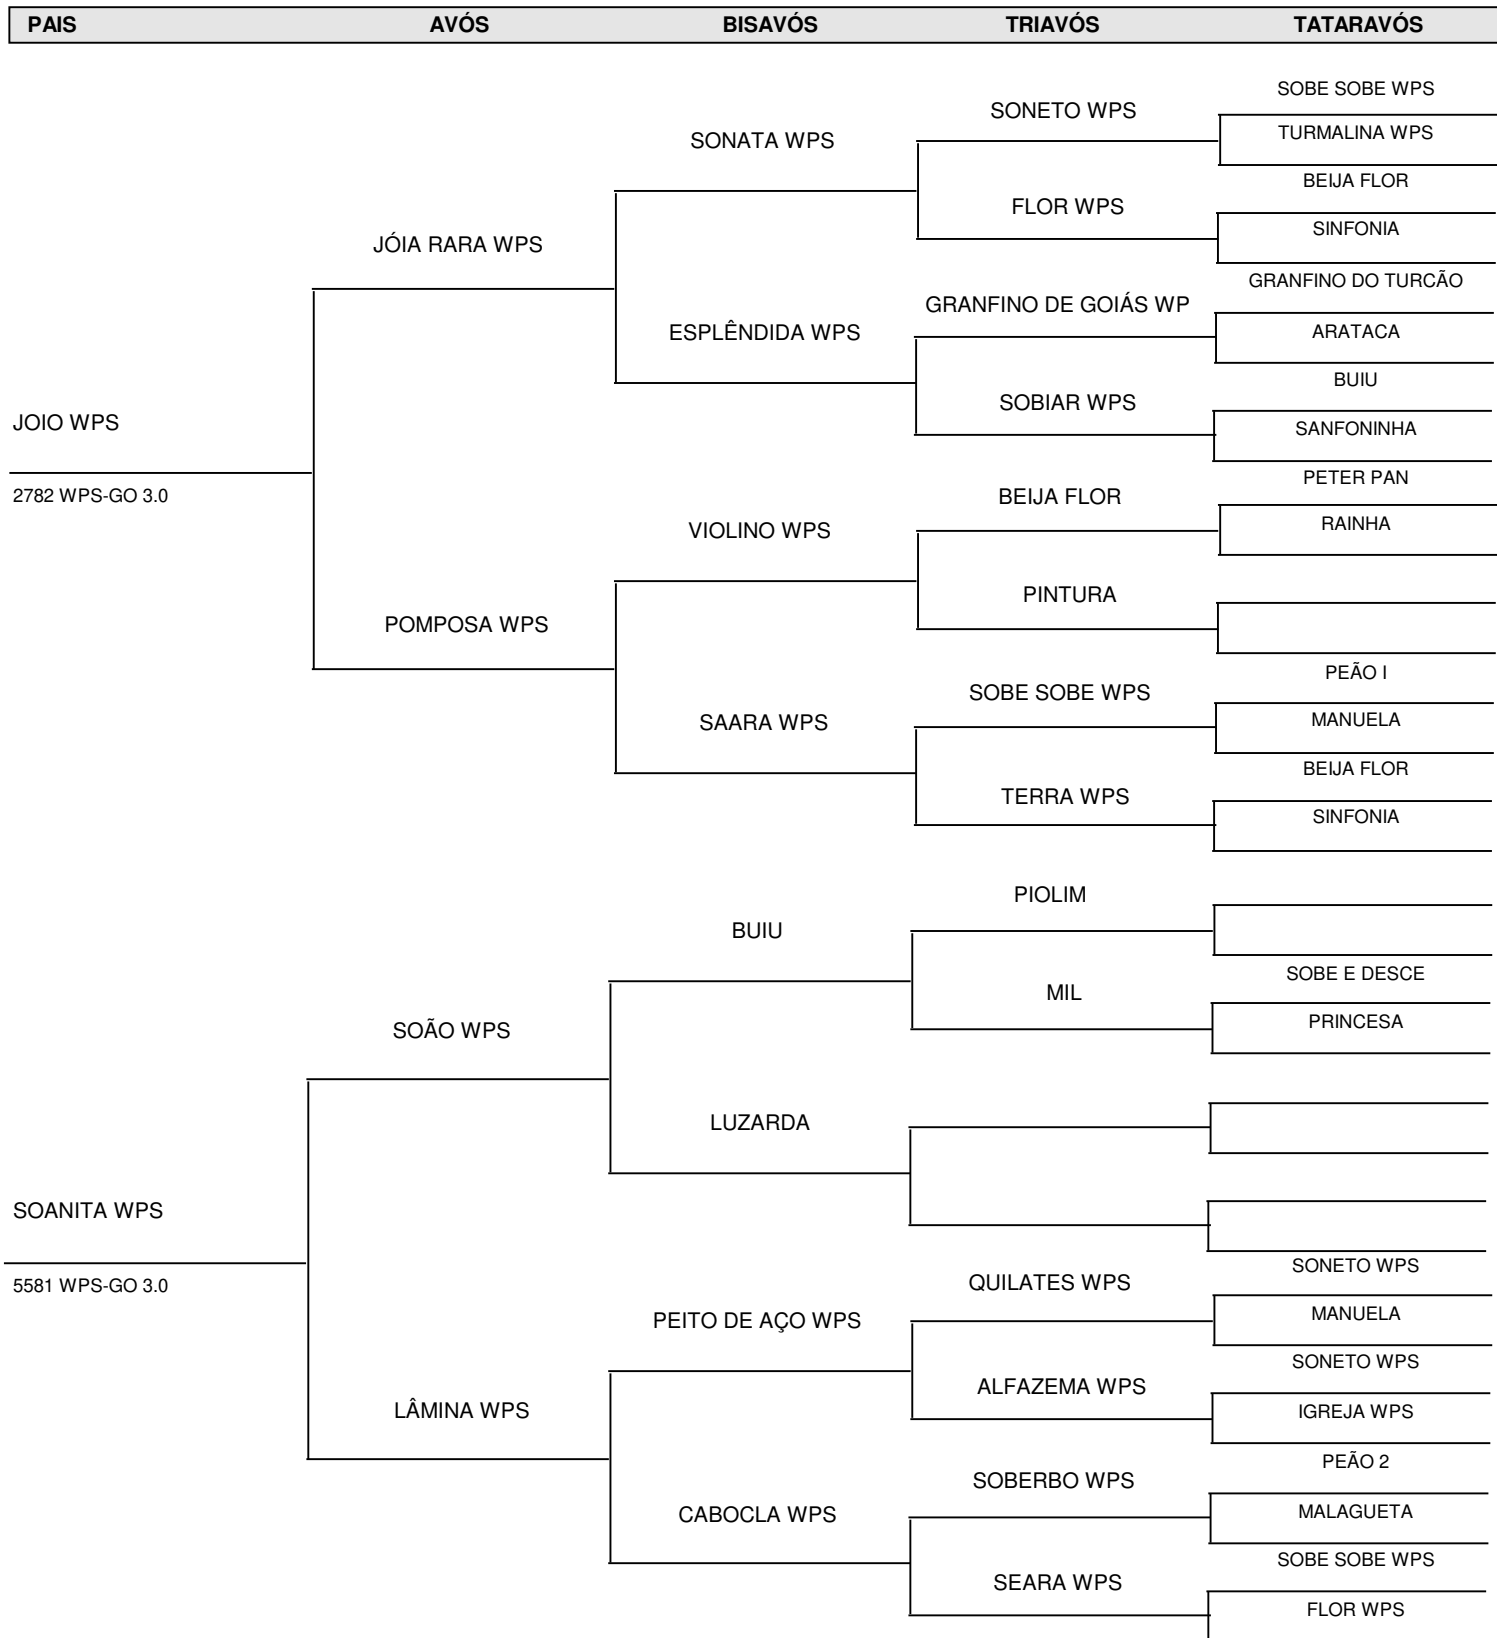 PAIS AVÓS BISAVÓS TRIAVÓS TATARAVÓS
SOBE SOBE WPS
SONETO WPS
TURMALINA WPS
SONATA WPS
BEIJA FLOR
FLOR WPS
SINFONIA
JÓIA RARA WPS
GRANFINO DO TURCÃO
GRANFINO DE GOIÁS WP
ARATACA
ESPLÊNDIDA WPS
BUIU
SOBIAR WPS
SANFONINHA
JOIO WPS
2782 WPS-GO 3.0
PETER PAN
BEIJA FLOR
RAINHA
VIOLINO WPS
PINTURA
POMPOSA WPS
PEÃO I
SOBE SOBE WPS
MANUELA
SAARA WPS
BEIJA FLOR
TERRA WPS
SINFONIA
PIOLIM
BUIU
SOBE E DESCE
MIL
PRINCESA
SOÃO WPS
LUZARDA
SOANITA WPS
5581 WPS-GO 3.0
SONETO WPS
QUILATES WPS
MANUELA
PEITO DE AÇO WPS
SONETO WPS
ALFAZEMA WPS
IGREJA WPS
LÂMINA WPS
PEÃO 2
SOBERBO WPS
MALAGUETA
CABOCLA WPS
SOBE SOBE WPS
SEARA WPS
FLOR WPS